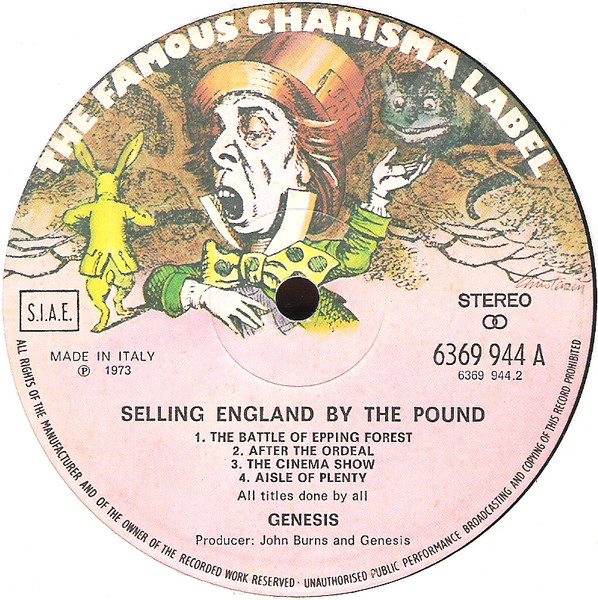 THE FAMOUS CHARISMA LABEL
S.I.A.E.
STEREO
MADE IN ITALY
℗ 1973
6369 944 A
6369 944.2
SELLING ENGLAND BY THE POUND
1. THE BATTLE OF EPPING FOREST
2. AFTER THE ORDEAL
3. THE CINEMA SHOW
4. AISLE OF PLENTY
All titles done by all
GENESIS
Producer: John Burns and Genesis
ALL RIGHTS OF THE MANUFACTURER AND OF THE OWNER OF THE RECORDED WORK RESERVED · UNAUTHORISED PUBLIC PERFORMANCE BROADCASTING AND COPYING OF THIS RECORD PROHIBITED